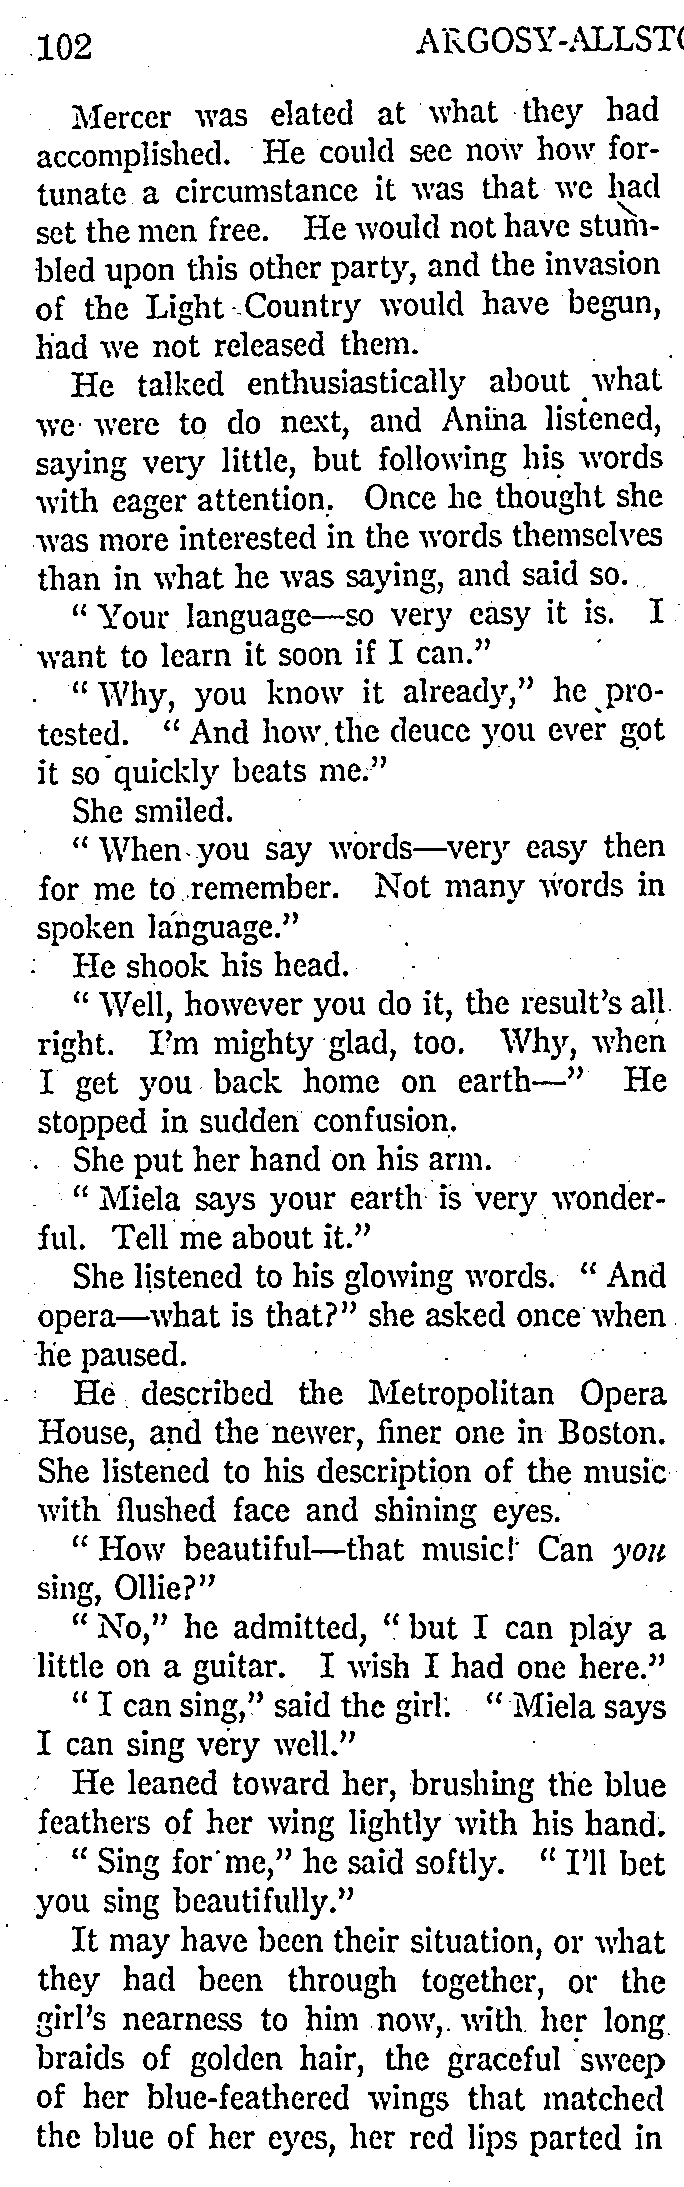 102 ARGOSY-ALLST
Mercer was elated at what they had
accomplished. He could see now how for-
tunate a circumstance it was that we had
set the men free. He would not have stum-
bled upon this other party, and the invasion
of the Light Country would have begun,
had we not released them.
He talked enthusiastically about what
we were to do next, and Anina listened,
saying very little, but following his words
with eager attention. Once he thought she
was more interested in the words themselves
than in what he was saying, and said so.
“ Your language—so very easy it is. I
want to learn it soon if I can.”
“ Why, you know it already,” he pro-
tested. “ And how the deuce you ever got
it so quickly beats me.”
She smiled.
“ When you say words—very easy then
for me to remember. Not many words in
spoken language.”
He shook his head.
“ Well, however you do it, the result’s all
right. I’m mighty glad, too. Why, when
I get you back home on earth—” He
stopped in sudden confusion.
She put her hand on his arm.
“ Miela says your earth is very wonder-
ful. Tell me about it.”
She listened to his glowing words. “ And
opera—what is that?” she asked once when
he paused.
He described the Metropolitan Opera
House, and the newer, finer one in Boston.
She listened to his description of the music
with flushed face and shining eyes.
“ How beautiful—that music! Can you
sing, Ollie?”
“ No,” he admitted, “ but I can play a
little on a guitar. I wish I had one here.”
“ I can sing,” said the girl. “ Miela says
I can sing very well.”
He leaned toward her, brushing the blue
feathers of her wing lightly with his hand.
“ Sing for me,” he said softly. “ I’ll bet
you sing beautifully.”
It may have been their situation, or what
they had been through together, or the
girl’s nearness to him now, with her long
braids of golden hair, the graceful sweep
of her blue-feathered wings that matched
the blue of her eyes, her red lips parted in